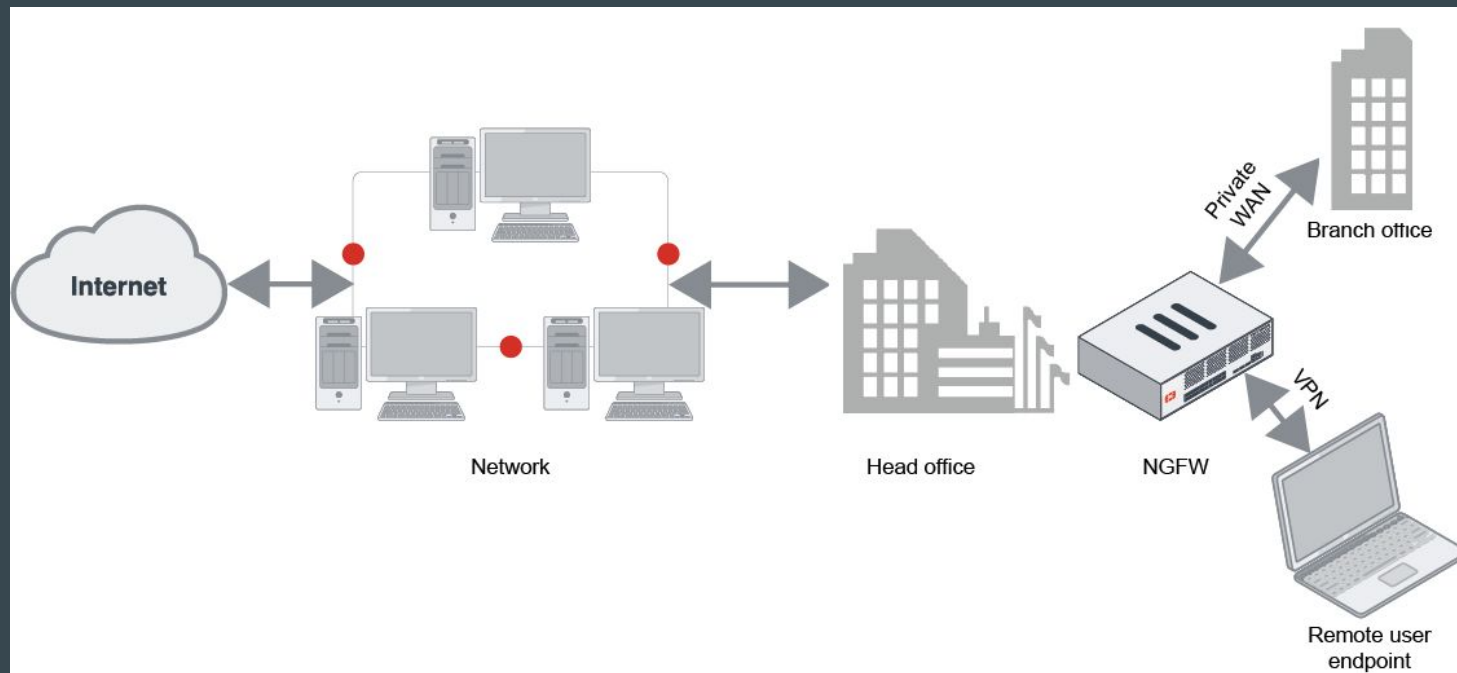 Internet
Network
Head office
NGFW
Private
WAN
Branch office
VPN
Remote user
endpoint